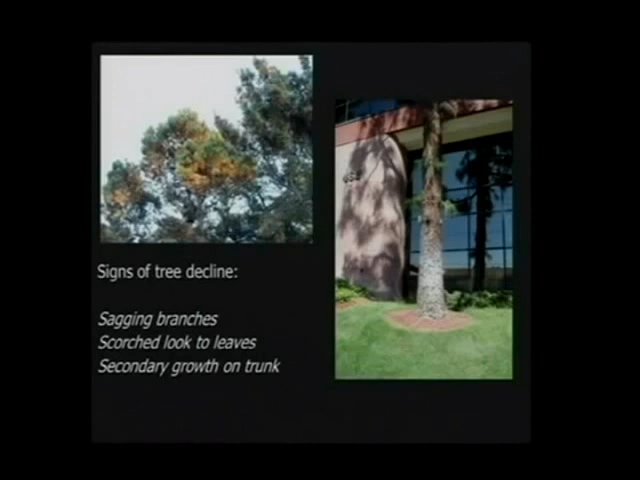 Signs of tree decline:
Sagging branches
Scorched look to leaves
Secondary growth on trunk